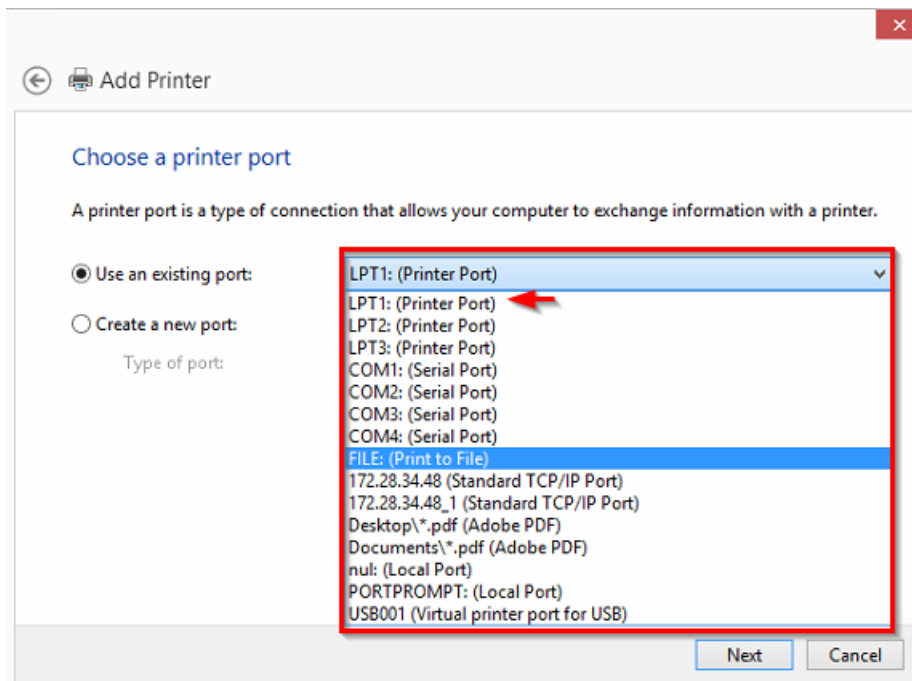 Add Printer
Choose a printer port
A printer port is a type of connection that allows your computer to exchange information with a printer.
Use an existing port:
LPT1: (Printer Port)
LPT1: (Printer Port)
Create a new port:
LPT2: (Printer Port)
LPT3: (Printer Port)
Type of port:
COM1: (Serial Port)
COM2: (Serial Port)
COM3: (Serial Port)
COM4: (Serial Port)
FILE: (Print to File)
172.28.34.48 (Standard TCP/IP Port)
172.28.34.48_1 (Standard TCP/IP Port)
Desktop\*.pdf (Adobe PDF)
Documents\*.pdf (Adobe PDF)
nul: (Local Port)
PORTPROMPT: (Local Port)
USB001 (Virtual printer port for USB)
Next
Cancel